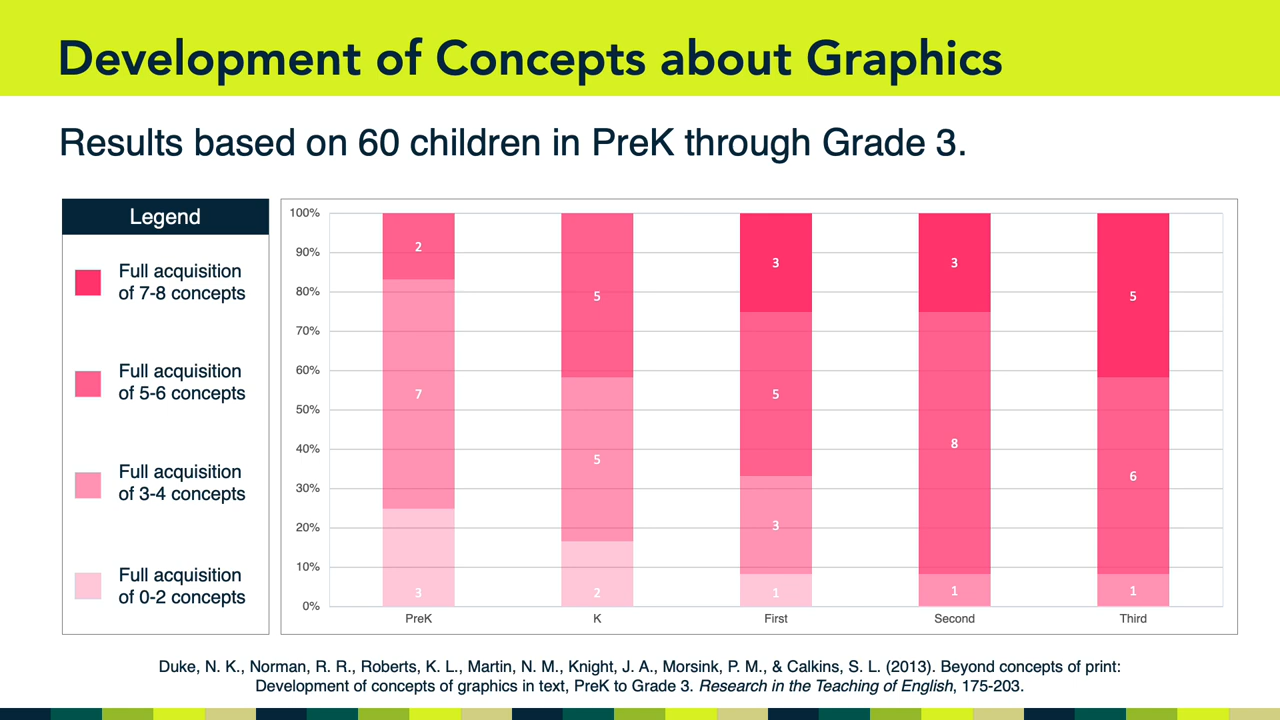 Development of Concepts about Graphics
Results based on 60 children in PreK through Grade 3.
Legend
Full acquisition
of 7-8 concepts
Full acquisition
of 5-6 concepts
Full acquisition
of 3-4 concepts
Full acquisition
of 0-2 concepts
100%
90%
80%
70%
60%
50%
40%
30%
20%
10%
0%
2
7
3
5
5
2
3
5
3
1
3
8
1
5
6
1
PreK
K
First
Second
Third
Duke, N. K., Norman, R. R., Roberts, K. L., Martin, N. M., Knight, J. A., Morsink, P. M., & Calkins, S. L. (2013). Beyond concepts of print:
Development of concepts of graphics in text, PreK to Grade 3. Research in the Teaching of English, 175-203.